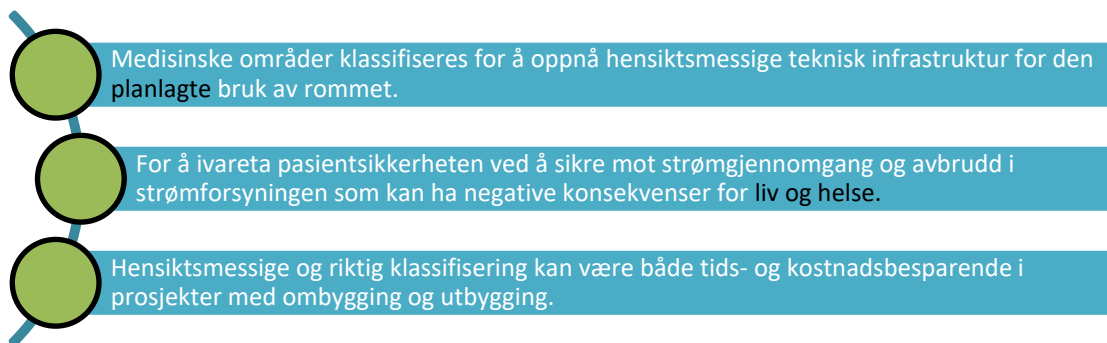 Medisinske områder klassifiseres for å oppnå hensiktsmessige teknisk infrastruktur for den
planlagte bruk av rommet.
For å ivareta pasientsikkerheten ved å sikre mot strømgjennomgang og avbrudd i
strømforsyningen som kan ha negative konsekvenser for liv og helse.
Hensiktsmessige og riktig klassifisering kan være både tids- og kostnadsbesparende i
prosjekter med ombygging og utbygging.